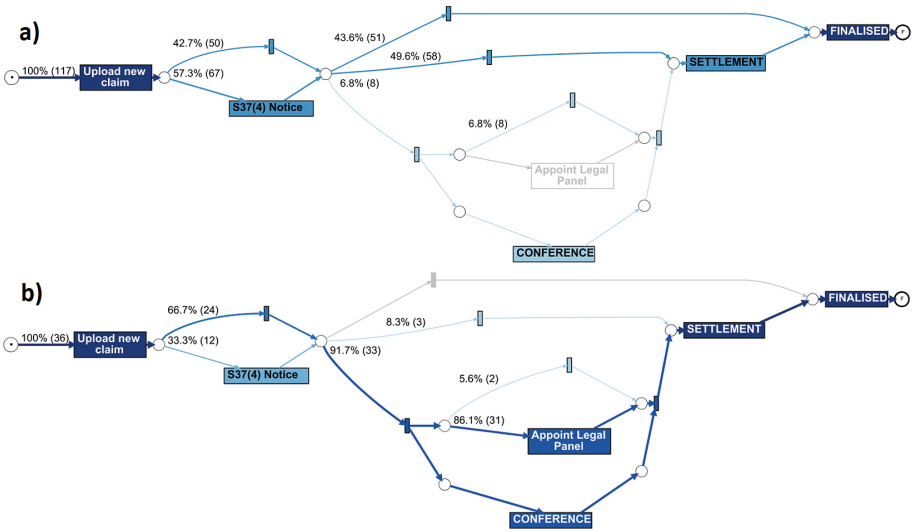 a)
43.6% (51)
FINALISED
F
42.7% (50)
49.6% (58)
100% (117)
Upload new
claim
57.3% (67)
6.8% (8)
SETTLEMENT
S37(4) Notice
6.8% (8)
Appoint Legal
Panel
CONFERENCE
b)
66.7% (24)
FINALISED
F
8.3% (3)
100% (36)
Upload new
claim
33.3% (12)
91.7% (33)
SETTLEMENT
S37(4) Notice
5.6% (2)
86.1% (31)
Appoint Legal
Panel
CONFERENCE